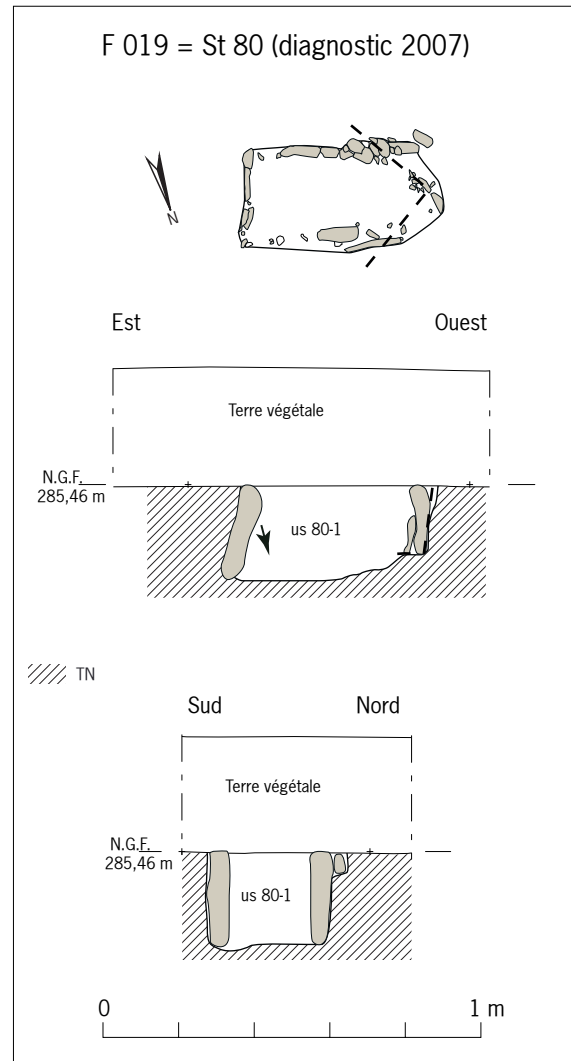 F 019 = St 80 (diagnostic 2007)
N
Est
Ouest
Terre végétale
N.G.F.
285,46 m
us 80-1
TN
Sud
Nord
Terre végétale
N.G.F.
285,46 m
us 80-1
0
1 m